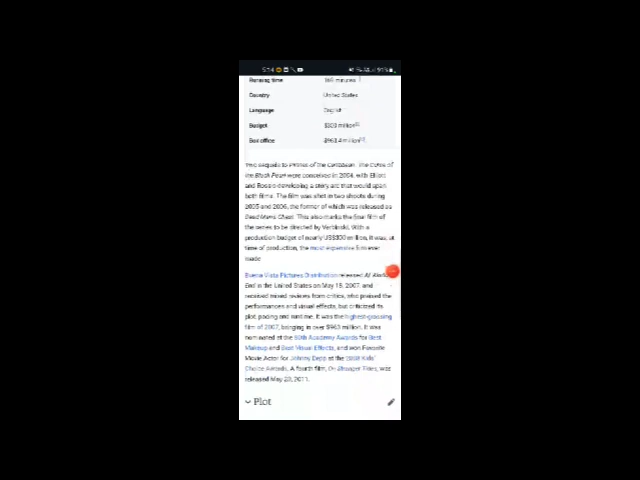 Running time 168 minutes
Country United States
Language English
Budget $300 million
Box office $963.4 million
Two sequels to Pirates of the Caribbean: The Curse of
the Black Pearl were conceived in 2004, with Elliott
and Rossio developing a story arc that would span
both films. The film was shot in two shoots during
2005 and 2006, the former of which was released as
Dead Man's Chest. This also marks the final film of
the series to be directed by Verbinski. With a
production budget of nearly US$300 million, it was, at
time of production, the most expensive film ever
made
Buena Vista Pictures Distribution released At World's
End in the United States on May 19, 2007, and
received mixed reviews from critics, who praised the
performances and visual effects, but criticized its
plot, pacing and runtime. It was the highest-grossing
film of 2007, bringing in over $960 million. It was
nominated at the 80th Academy Awards for Best
Makeup and Best Visual Effects, and won Favorite
Movie Actor for Johnny Depp at the 2008 Kids'
Choice Awards. A fourth film, On Stranger Tides, was
released May 20, 2011.
Plot